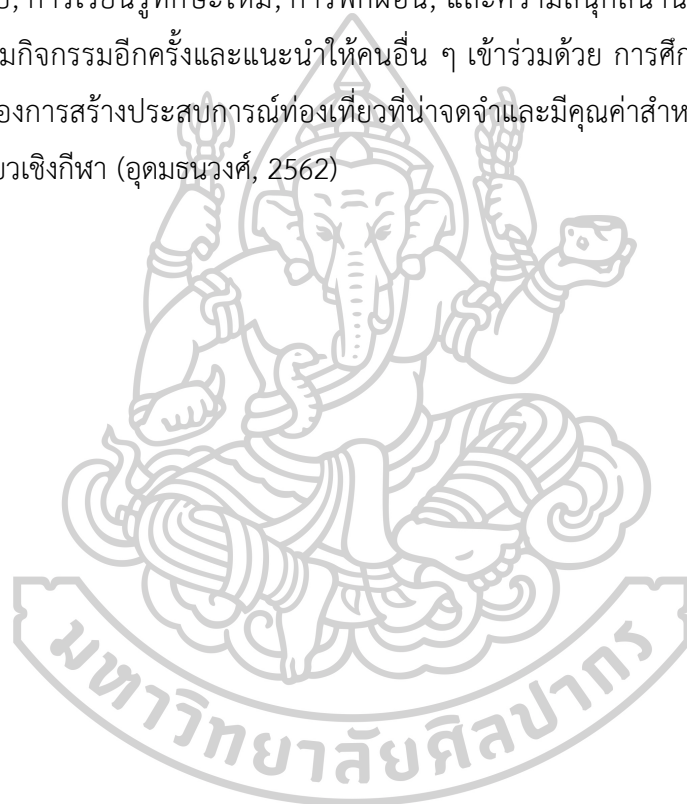 การเรียนรู้ทักษะใหม่, การพักผ่อน, และความสนุกสนาน
มกิจกรรมอีกครั้งและแนะนำให้คนอื่น ๆ เข้าร่วมด้วย การศึก
องการสร้างประสบการณ์ท่องเที่ยวที่น่าจดจำและมีคุณค่าสำห
ยวเชิงกีฬา (อุดมธนวงศ์, 2562)
มหาวิทยาลัยศิลปากร